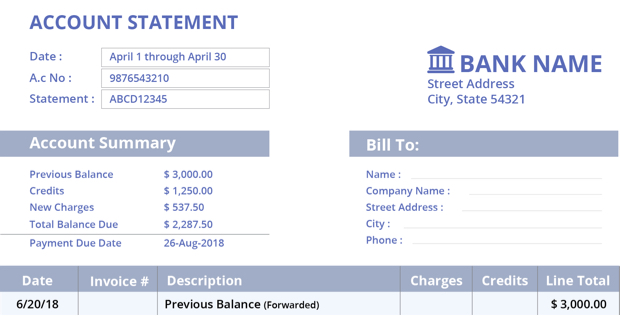 ACCOUNT STATEMENT
Date : April 1 through April 30
A.c No : 9876543210
Statement : ABCD12345
BANK NAME
Street Address
City, State 54321
Account Summary
Previous Balance $ 3,000.00
Credits $ 1,250.00
New Charges $ 537.50
Total Balance Due $ 2,287.50
Payment Due Date 26-Aug-2018
Bill To:
Name :
Company Name :
Street Address :
City :
Phone :
Date Invoice # Description Charges Credits Line Total
6/20/18 Previous Balance (Forwarded) $ 3,000.00